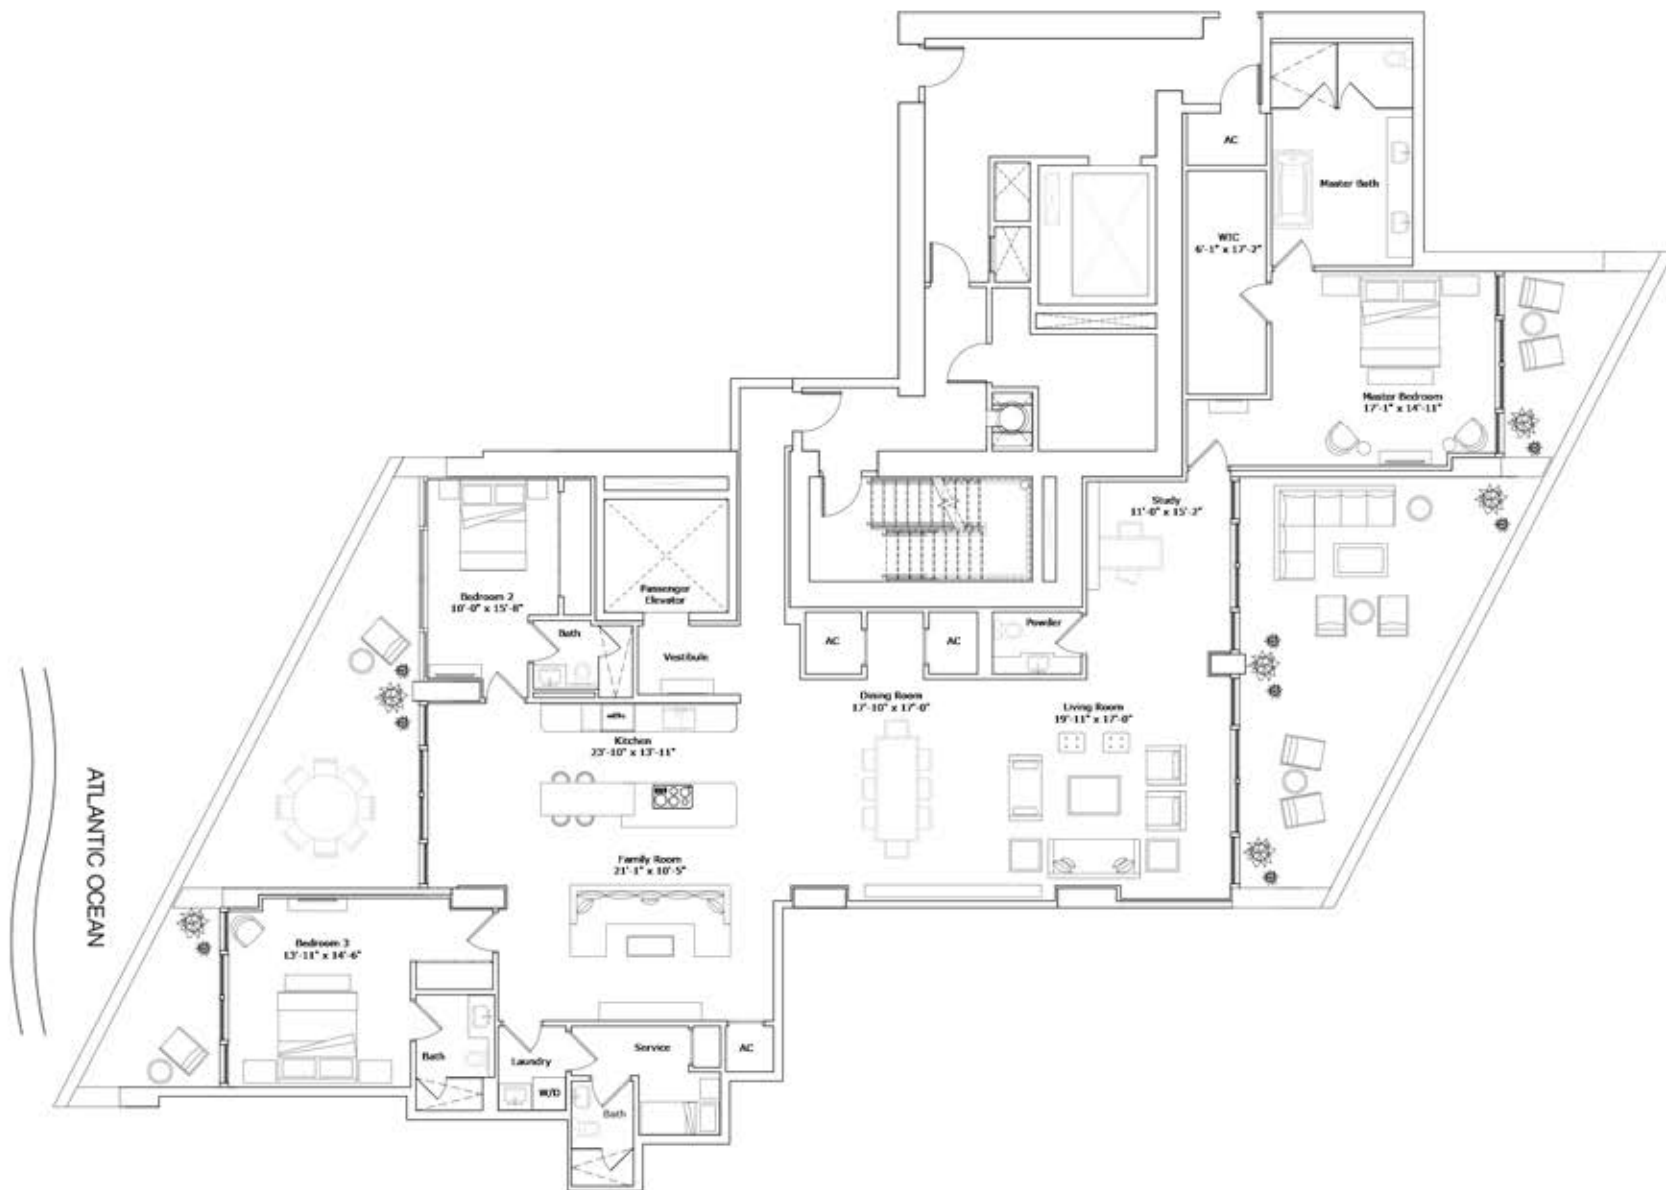 AC
Master Bath
WIC
6'-1" x 17'-2"
Master Bedroom
17'-1" x 14'-11"
Study
11'-0" x 15'-2"
Passenger
Elevator
Bedroom 2
10'-0" x 15'-8"
Bath
Vestibule
AC
AC
Powder
Dining Room
17'-10" x 17'-0"
Living Room
19'-11" x 17'-0"
Kitchen
23'-10" x 13'-11"
ATLANTIC OCEAN
Family Room
21'-1" x 10'-5"
Bedroom 3
13'-11" x 14'-6"
Bath
Laundry
Service
AC
W/D
Bath